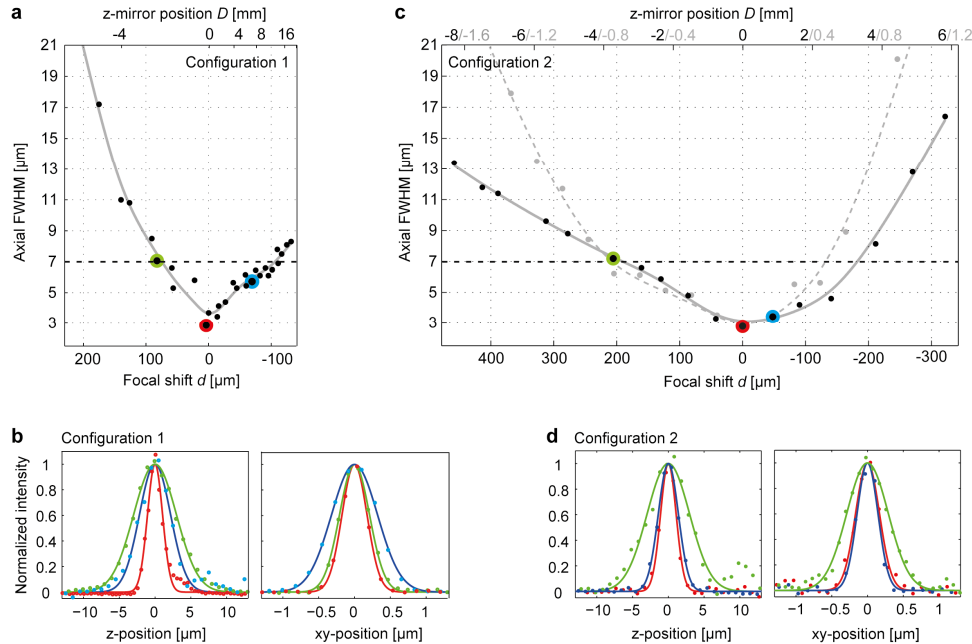 a
z-mirror position D [mm]
-4 0 4 8 12 16
Configuration 1
Axial FWHM [µm]
21
19
17
15
13
11
9
7
5
3
200 100 0 -100
Focal shift d [µm]
c
z-mirror position D [mm]
-8/-1.6 -6/-1.2 -4/-0.8 -2/-0.4 0 2/0.4 4/0.8 6/1.2
Configuration 2
Axial FWHM [µm]
21
19
17
15
13
11
9
7
5
3
400 300 200 100 0 -100 -200 -300
Focal shift d [µm]
b Configuration 1
Normalized intensity
1
0.8
0.6
0.4
0.2
0
-10 -5 0 5 10
z-position [µm]
-1 -0.5 0 0.5 1
xy-position [µm]
d Configuration 2
1
0.8
0.6
0.4
0.2
0
-10 -5 0 5 10
z-position [µm]
-1 -0.5 0 0.5 1
xy-position [µm]